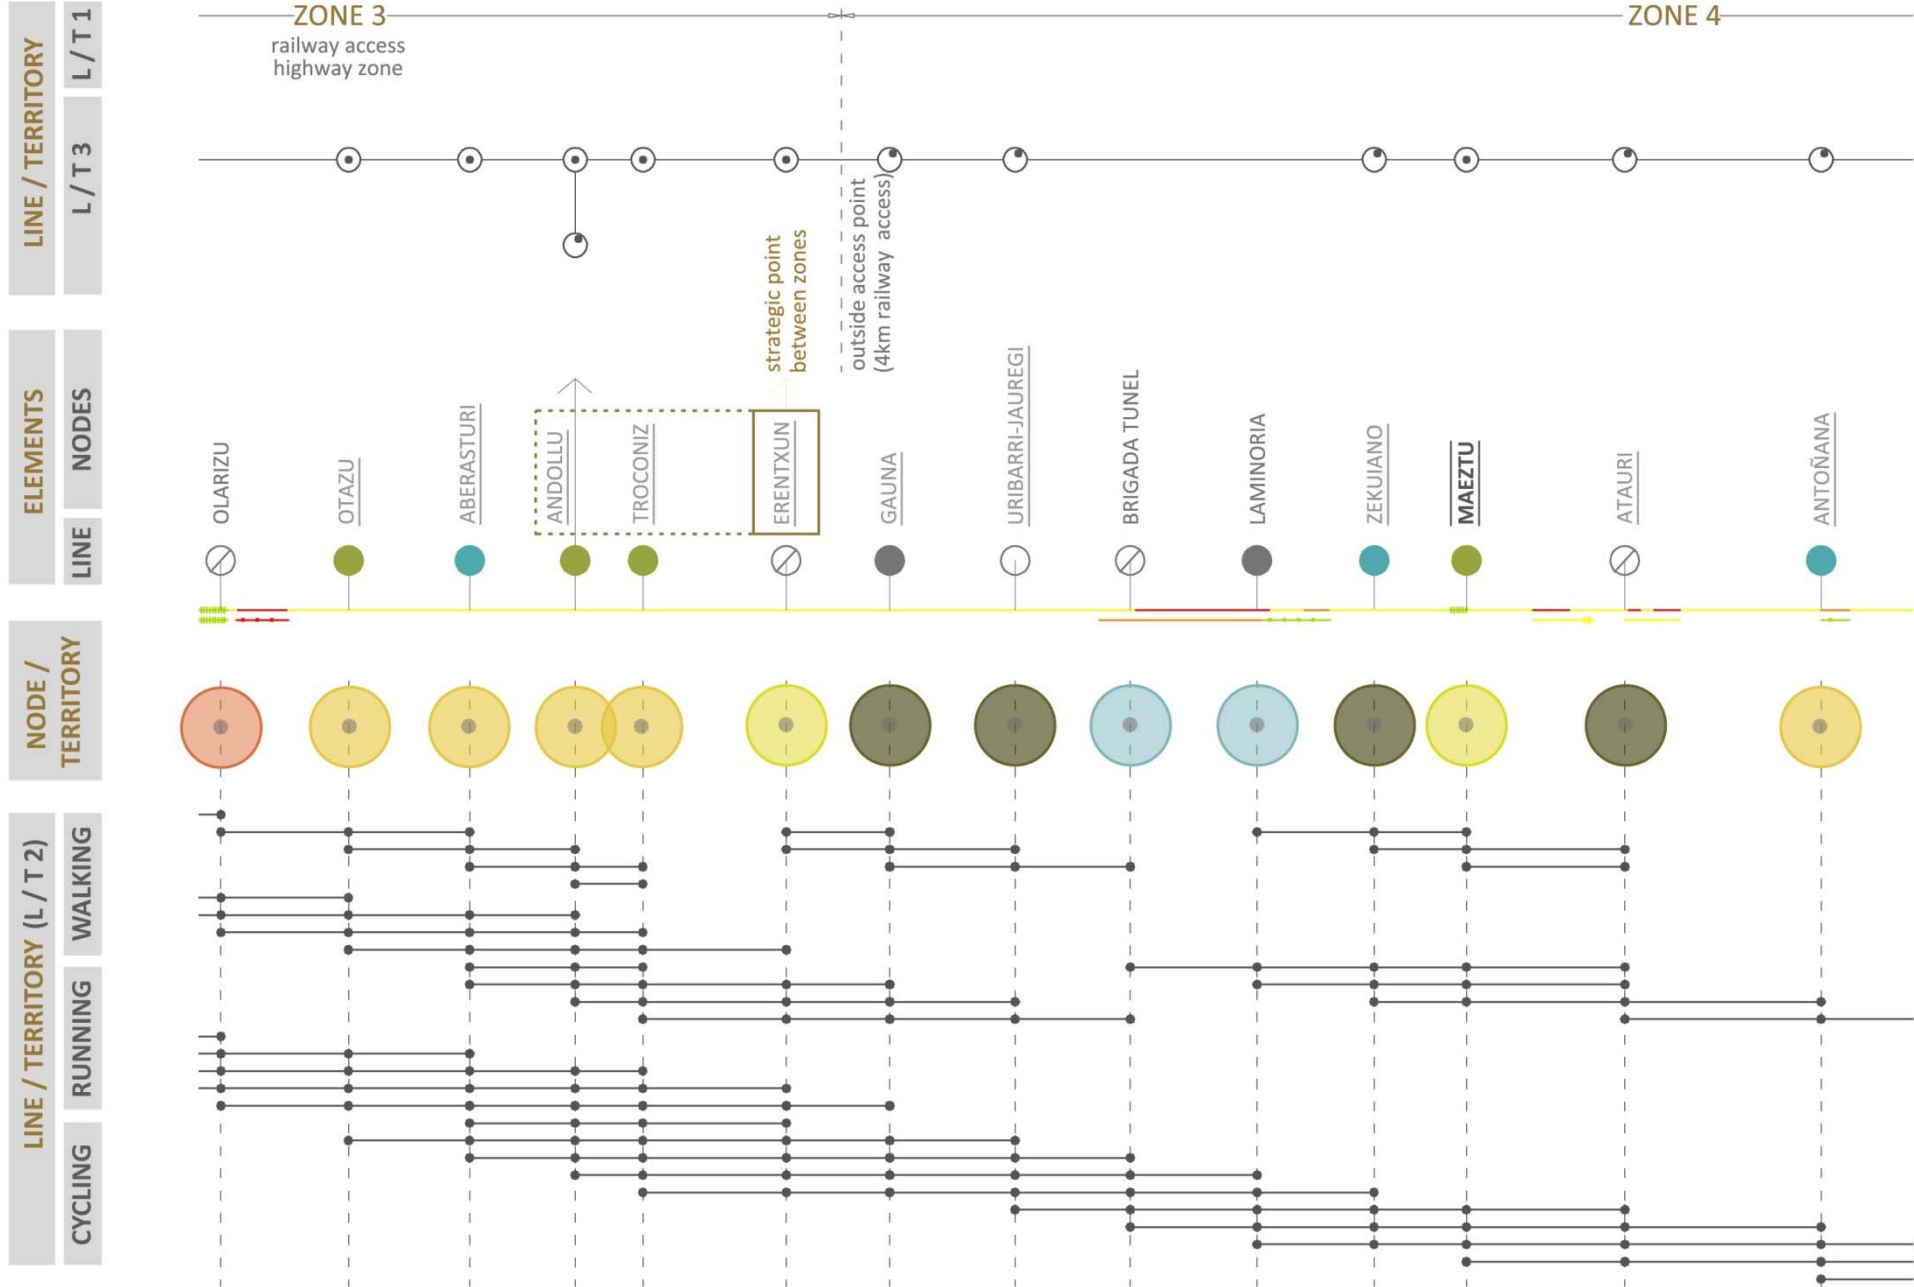 ZONE 3
ZONE 4
railway access
highway zone
LINE / TERRITORY
L / T 1
L / T 3
strategic point
between zones
outside access point
(4km railway access)
ELEMENTS
NODES
LINE
OLARIZU
OTAZU
ABERASTURI
ANDOLLU
TROCONIZ
ERENTXUN
GAUNA
URIBARRI-JAUREGI
BRIGADA TUNEL
LAMINORIA
ZEKUIANO
MAEZTU
ATAURI
ANTOÑANA
NODE /
TERRITORY
LINE / TERRITORY (L / T 2)
WALKING
RUNNING
CYCLING